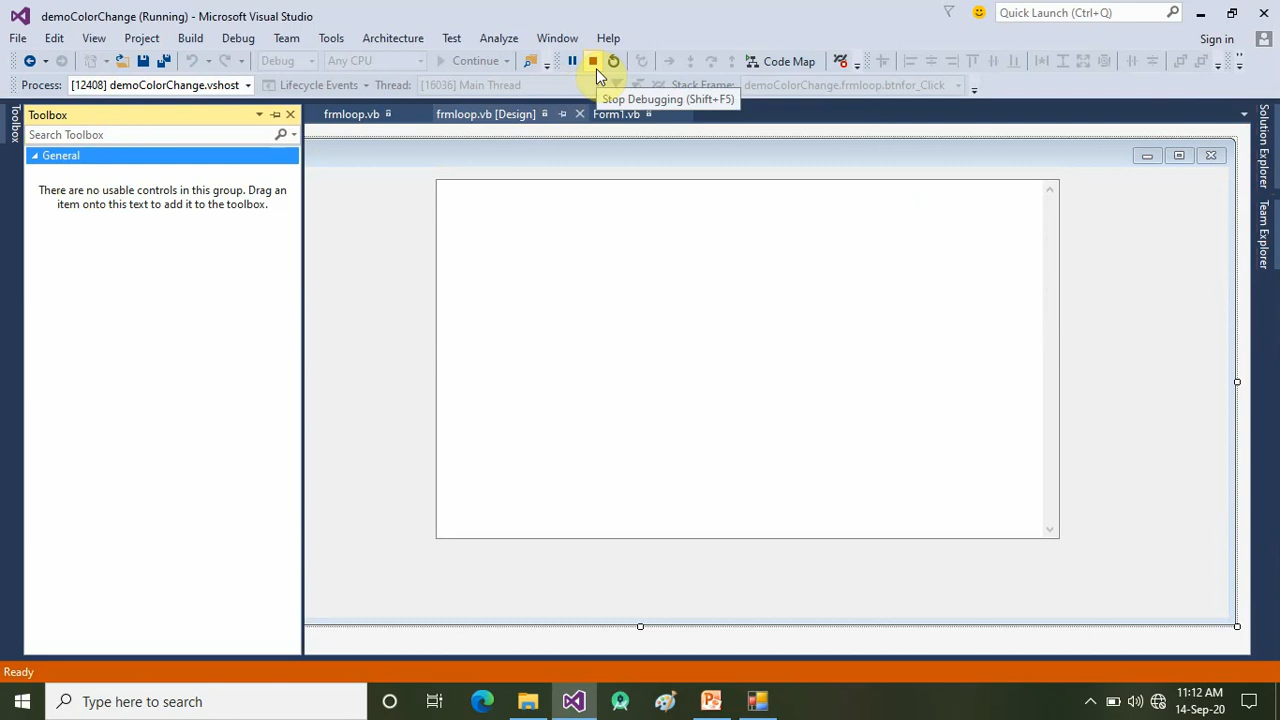 demoColorChange (Running) - Microsoft Visual Studio
Quick Launch (Ctrl+Q)
File Edit View Project Build Debug Team Tools Architecture Test Analyze Window Help
Sign in
Debug Any CPU Continue Code Map
Process: [12408] demoColorChange.vshost Lifecycle Events Thread: [16036] Main Thread Stack Frame: demoColorChange.frmloop.btnfor_Click
Stop Debugging (Shift+F5)
Toolbox
Toolbox
frmloop.vb frmloop.vb [Design] Form1.vb
Search Toolbox
General
There are no usable controls in this group. Drag an
item onto this text to add it to the toolbox.
Solution Explorer
Team Explorer
Ready
Type here to search
11:12 AM
14-Sep-20